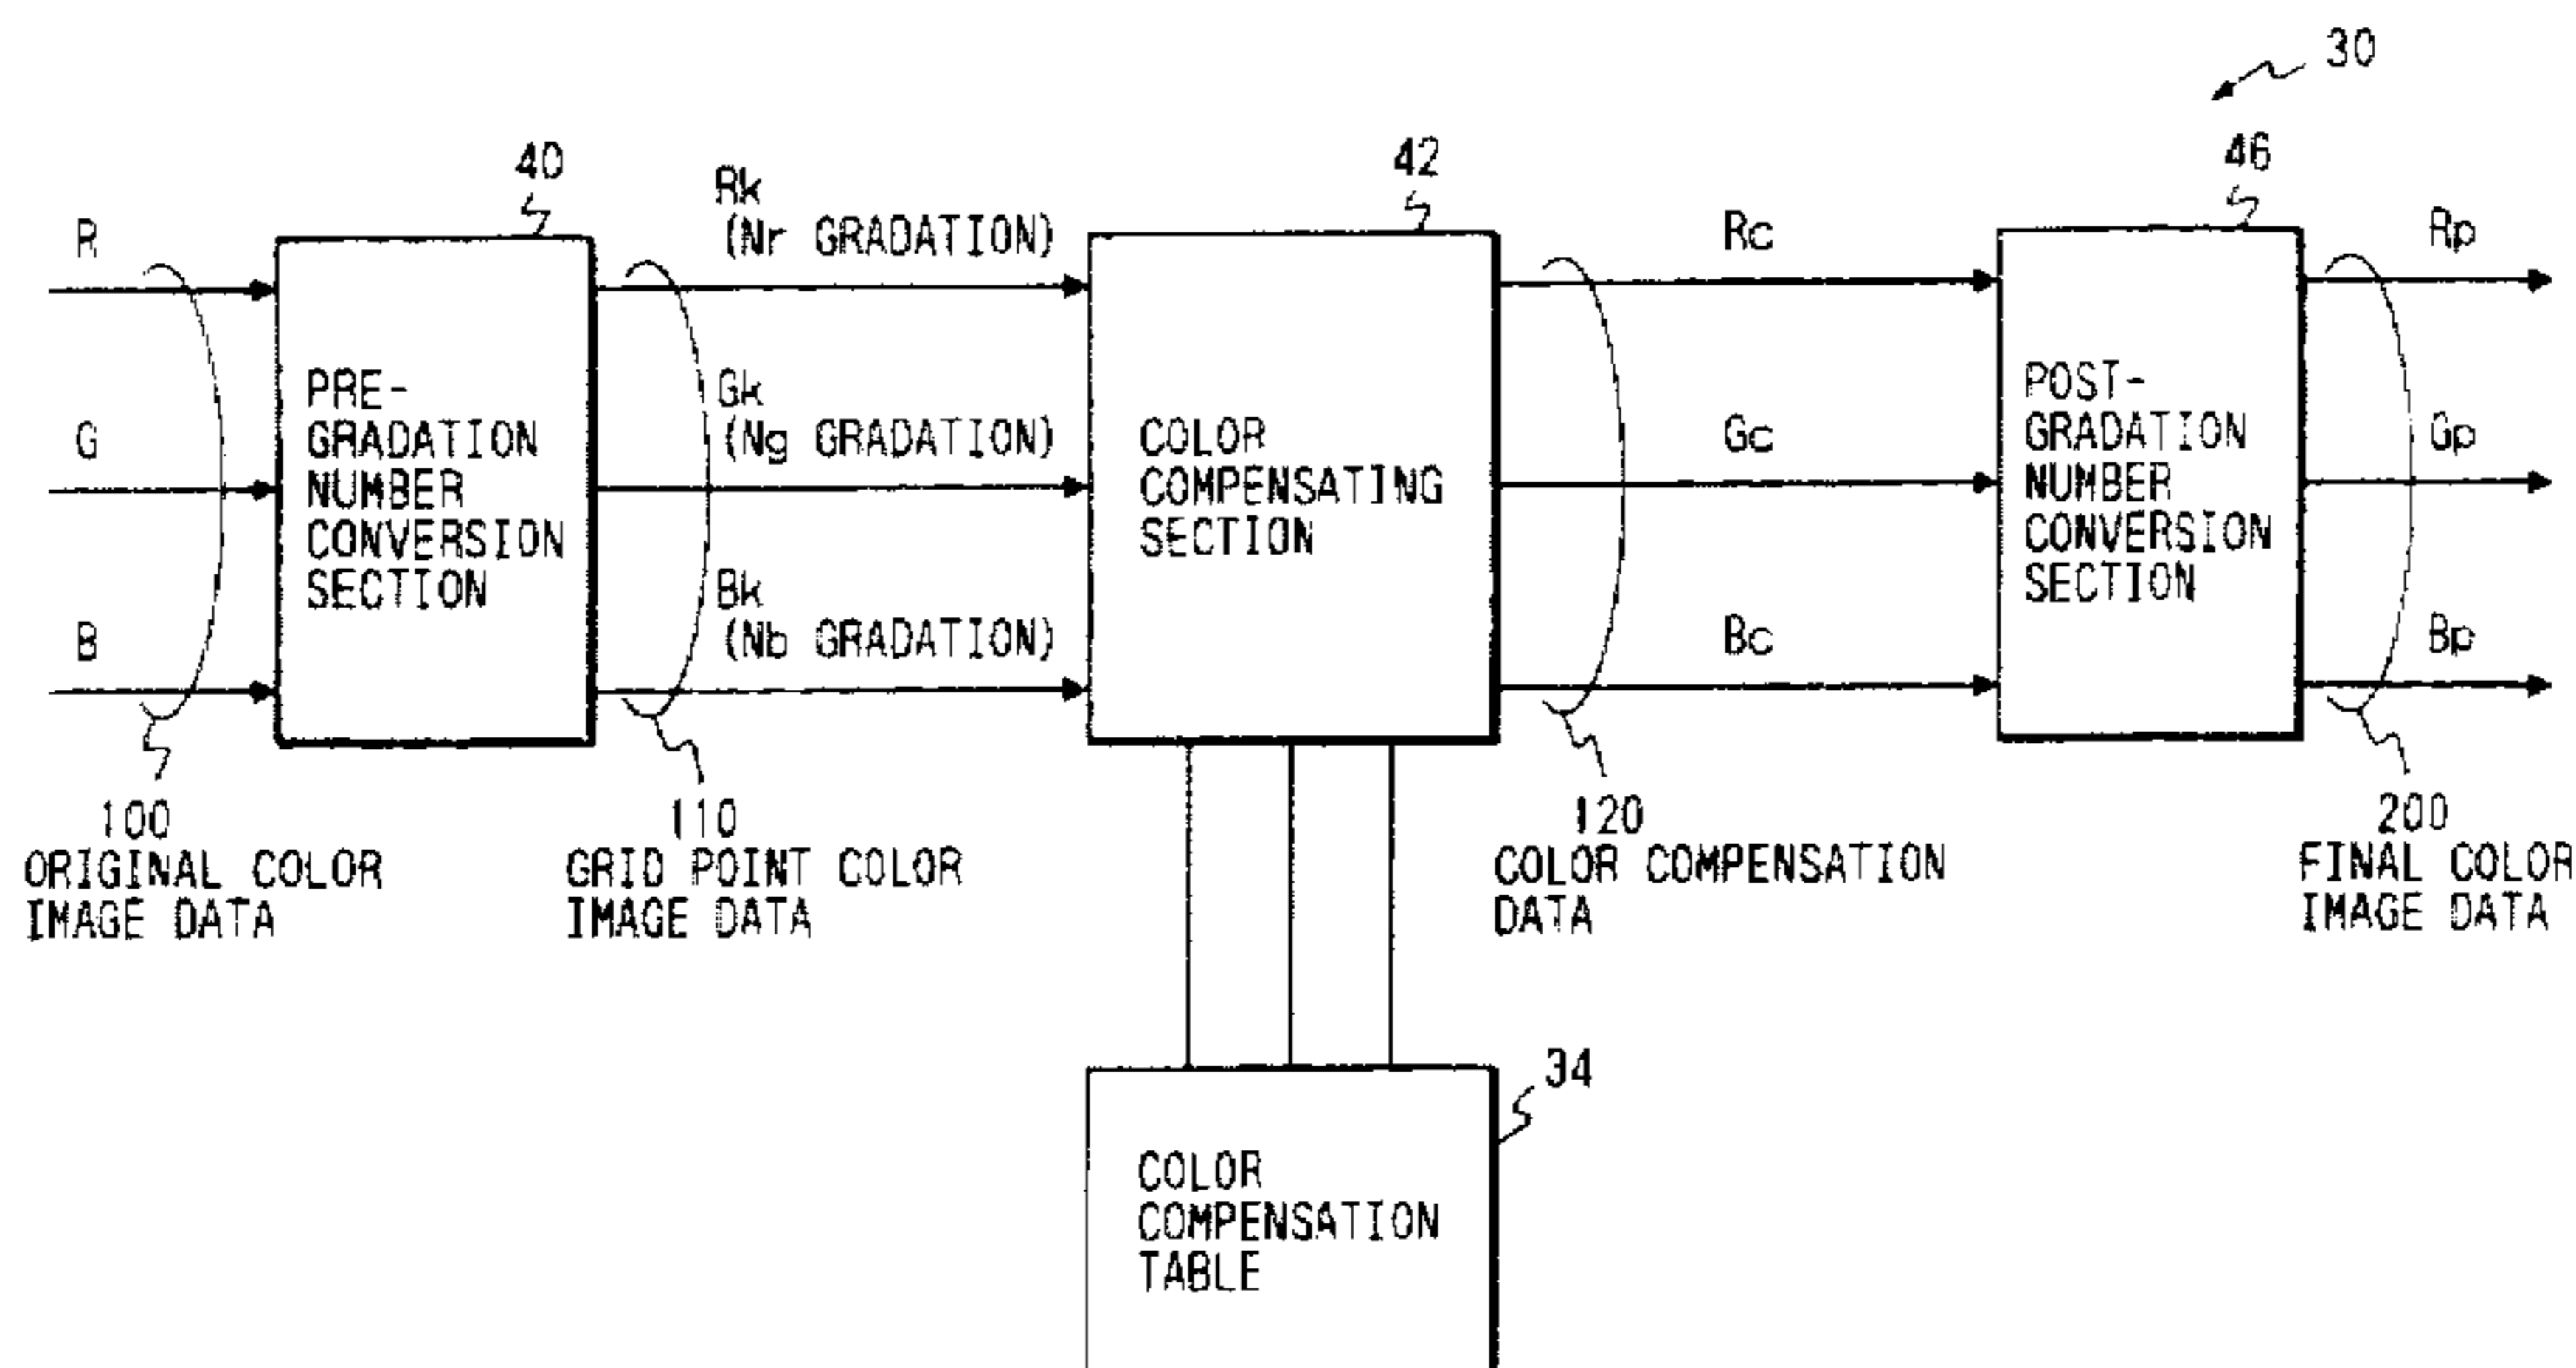 30
40
42
46
R
G
B
PRE-
GRADATION
NUMBER
CONVERSION
SECTION
Rk
(Nr GRADATION)
Gk
(Ng GRADATION)
Bk
(Nb GRADATION)
COLOR
COMPENSATING
SECTION
Rc
Gc
Bc
POST-
GRADATION
NUMBER
CONVERSION
SECTION
Rp
Gp
Bp
100
ORIGINAL COLOR
IMAGE DATA
110
GRID POINT COLOR
IMAGE DATA
120
COLOR COMPENSATION
DATA
200
FINAL COLOR
IMAGE DATA
34
COLOR
COMPENSATION
TABLE